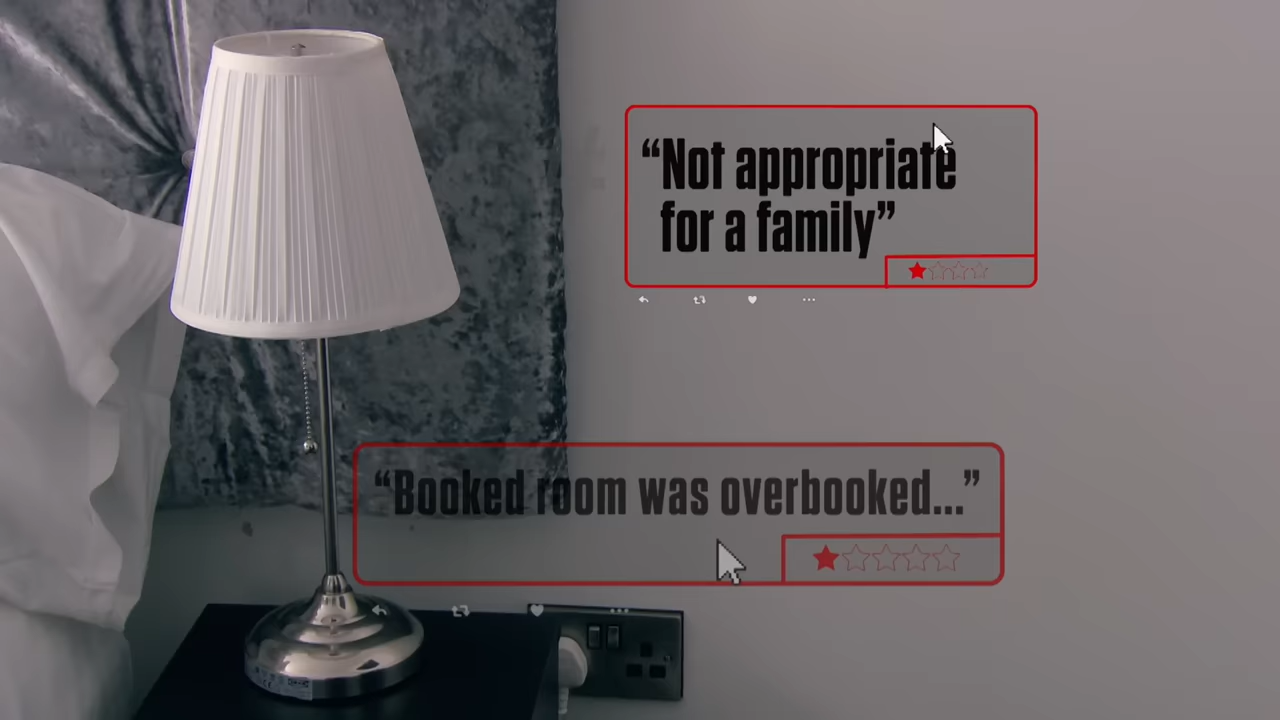 “Not appropriate
for a family”
“Booked room was overbooked...”